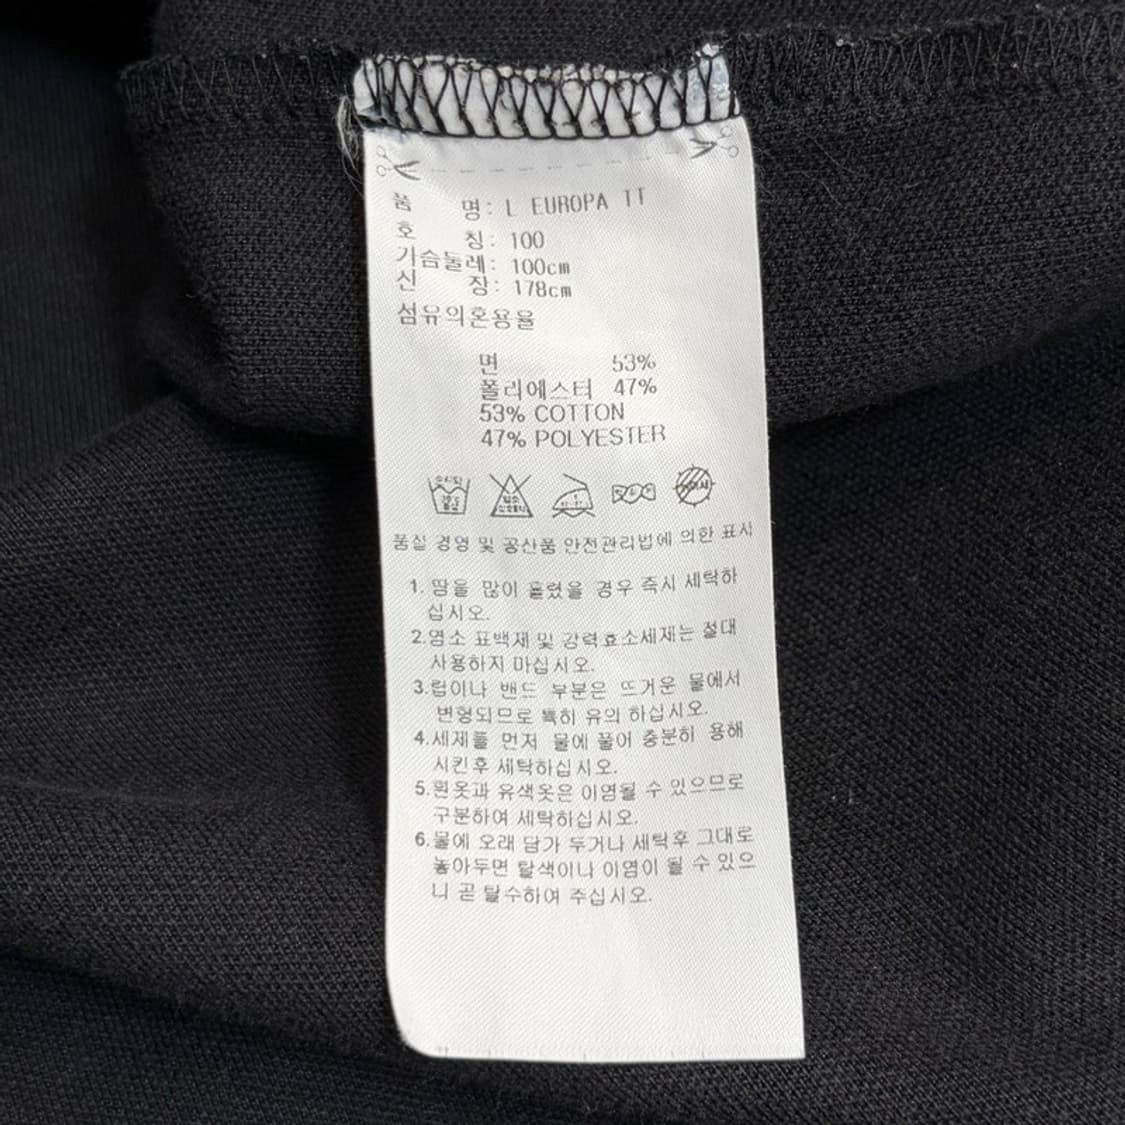 품 명: L EUROPA TT
호 칭: 100
가슴둘레: 100cm
신 장: 178cm
섬유의혼용율
면 53%
폴리에스터 47%
53% COTTON
47% POLYESTER
품질 경영 및 공산품 안전관리법에 의한 표시
1. 땀을 많이 흘렸을 경우 즉시 세탁하
십시오.
2.염소 표백제 및 강력효소세제는 절대
사용하지 마십시오.
3.립이나 밴드 부분은 뜨거운 물에서
변형되므로 특히 유의 하십시오.
4.세제를 먼저 물에 풀어 충분히 용해
시킨후 세탁하십시오.
5.흰옷과 유색옷은 이염될 수 있으므로
구분하여 세탁하십시오.
6.물에 오래 담가 두거나 세탁후 그대로
놓아두면 탈색이나 이염이 될 수 있으
니 곧 탈수하여 주십시오.